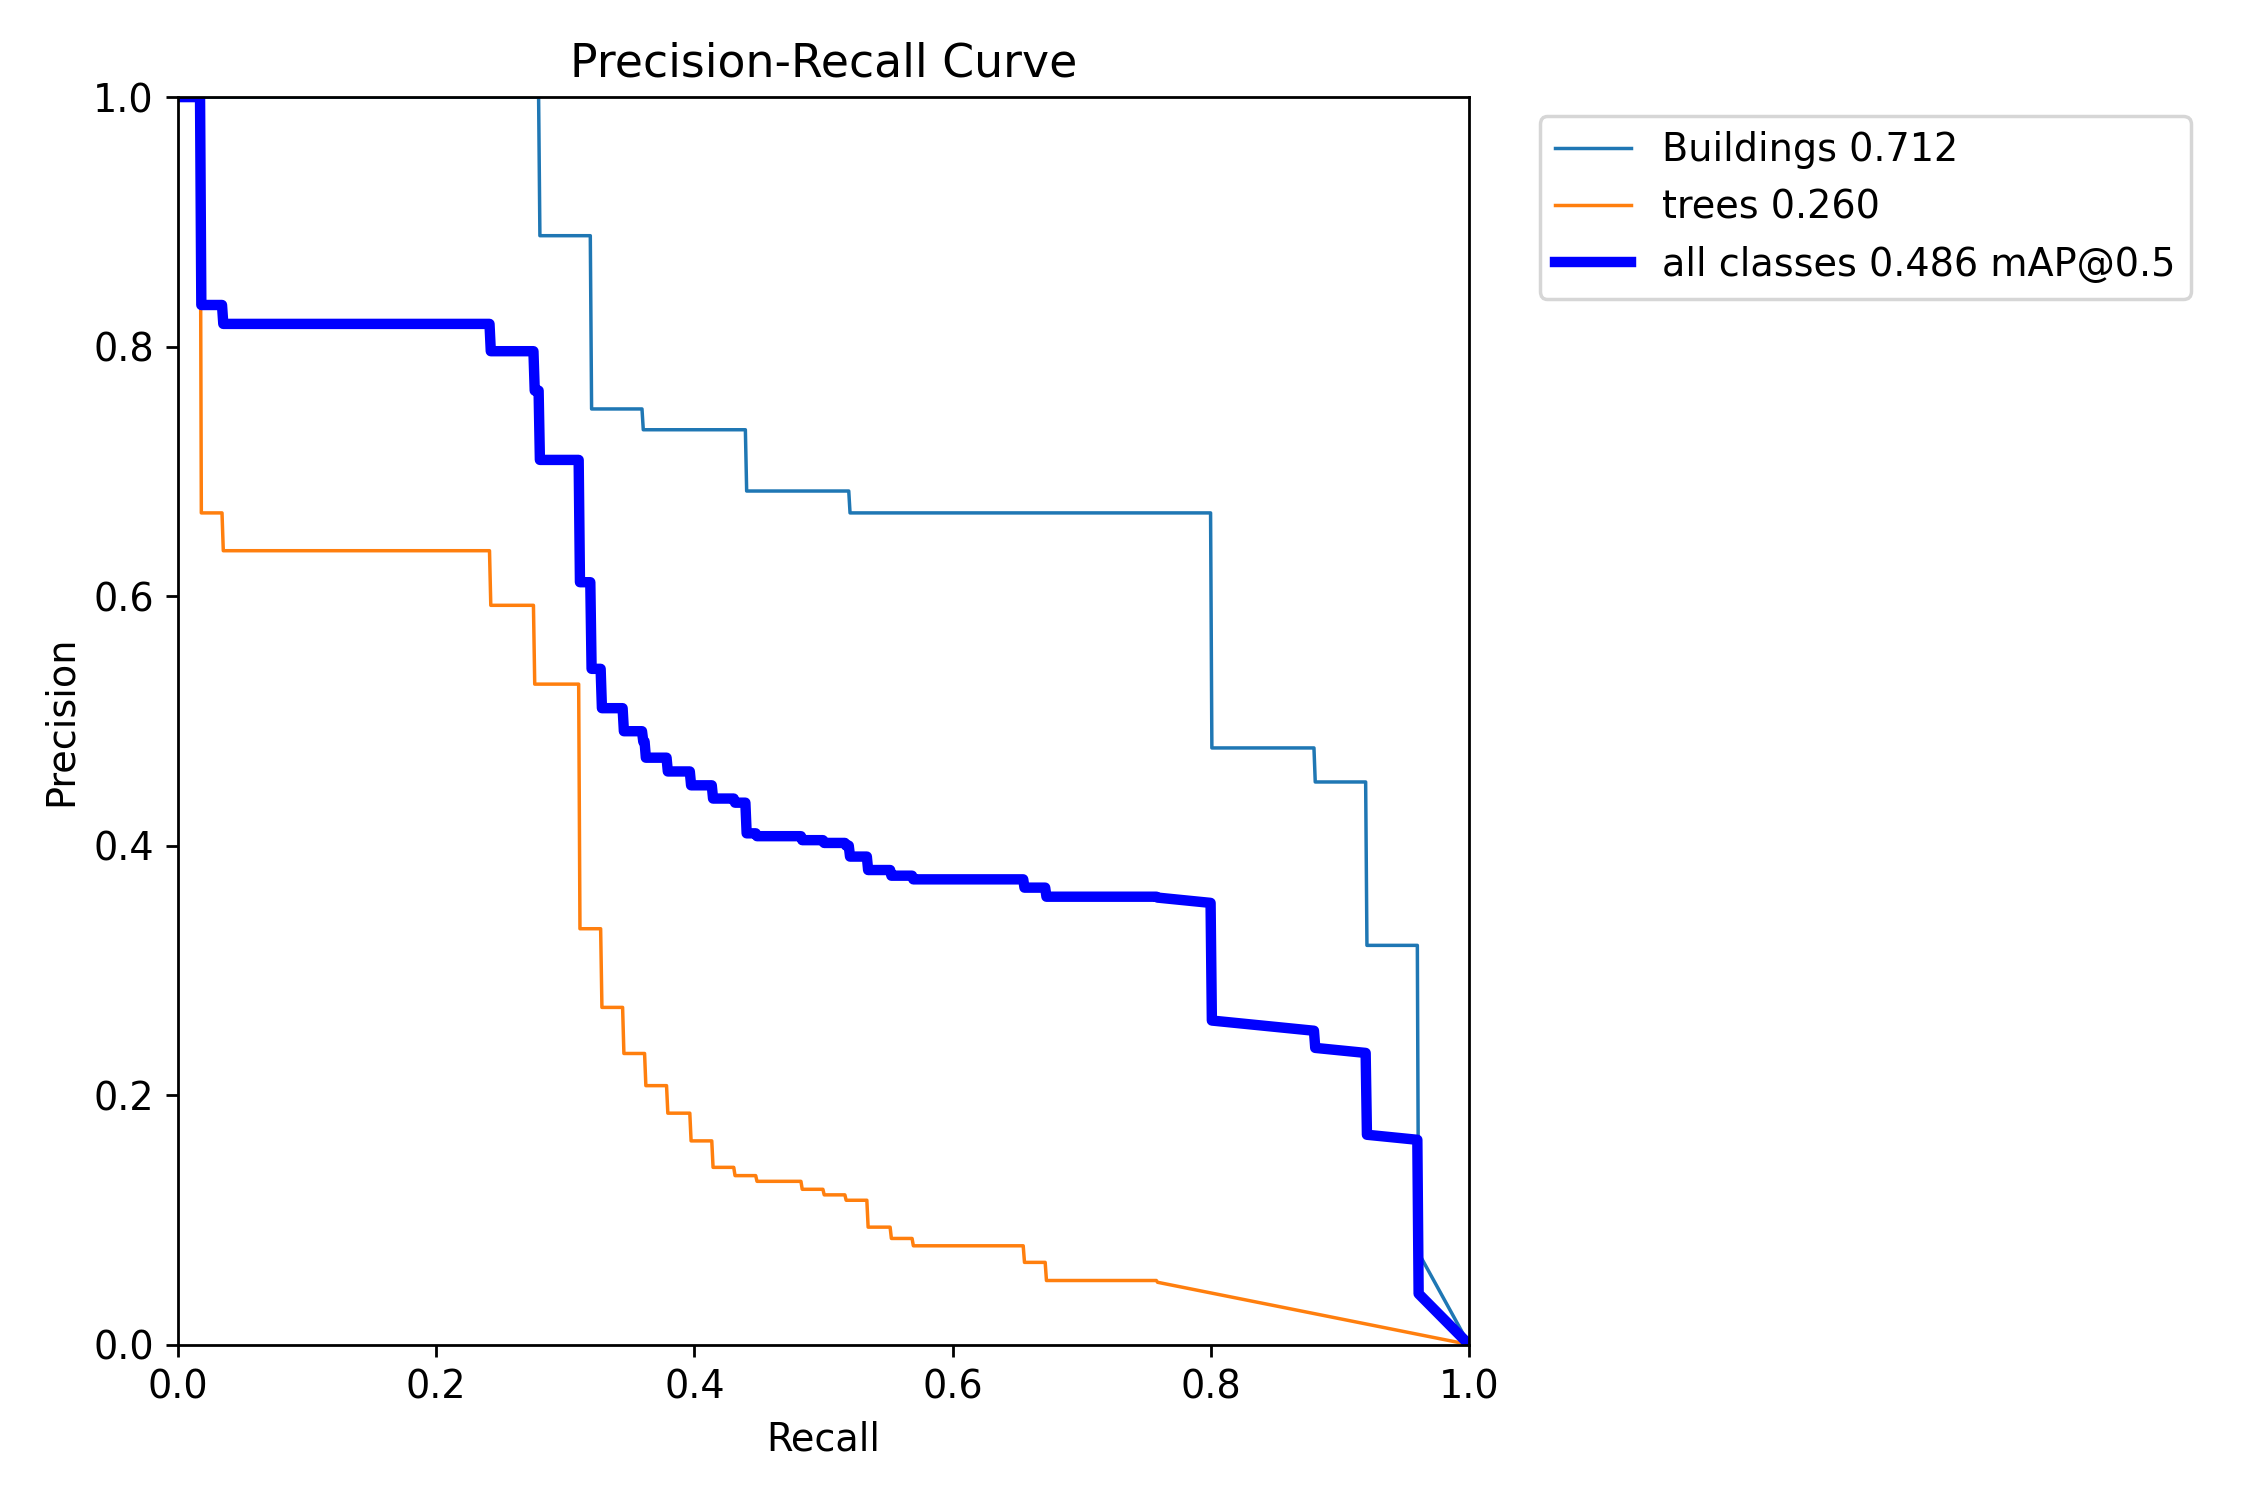 Precision-Recall Curve
Buildings 0.712
trees 0.260
all classes 0.486 mAP@0.5
Precision
1.0
0.8
0.6
0.4
0.2
0.0
0.0 0.2 0.4 0.6 0.8 1.0
Recall